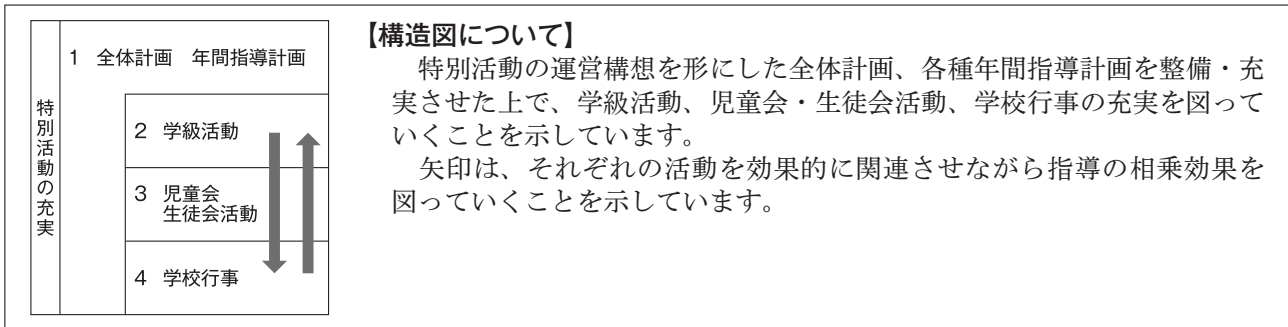 特別活動の充実
1 全体計画 年間指導計画
2 学級活動
3 児童会
生徒会活動
4 学校行事
【構造図について】
特別活動の運営構想を形にした全体計画、各種年間指導計画を整備・充
実させた上で、学級活動、児童会・生徒会活動、学校行事の充実を図って
いくことを示しています。
矢印は、それぞれの活動を効果的に関連させながら指導の相乗効果を
図っていくことを示しています。